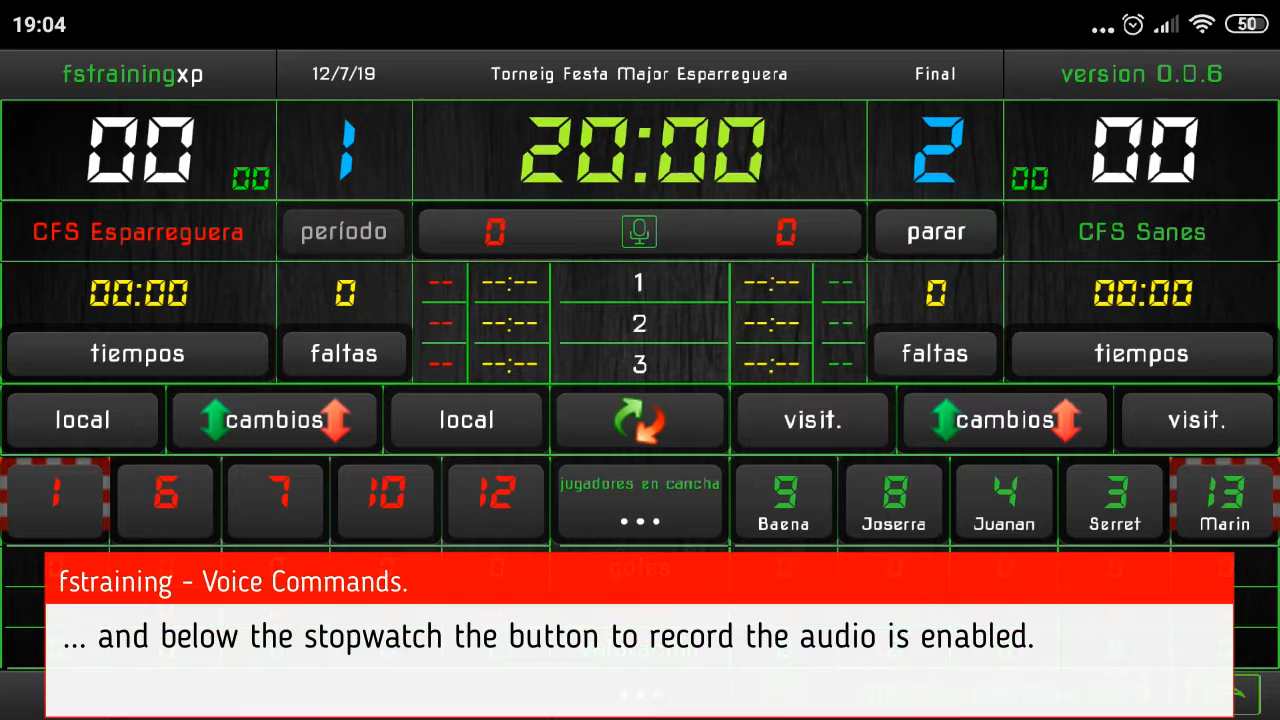 19:04 50
fstrainingxp 12/7/19 Torneig Festa Major Esparreguera Final version 0.0.6
00 00 1 20:00 2 00 00
CFS Esparreguera período 0 0 parar CFS Sanes
00:00 0 -- --:-- 1 --:-- -- 0 00:00
-- --:-- 2 --:-- --
tiempos faltas -- --:-- 3 --:-- -- faltas tiempos
local cambios local visit. cambios visit.
1 6 7 10 12 jugadores en cancha 9 8 4 3 13
... Baena Joserra Juanan Serret Marin
goles
fstraining - Voice Commands.
... and below the stopwatch the button to record the audio is enabled.
...